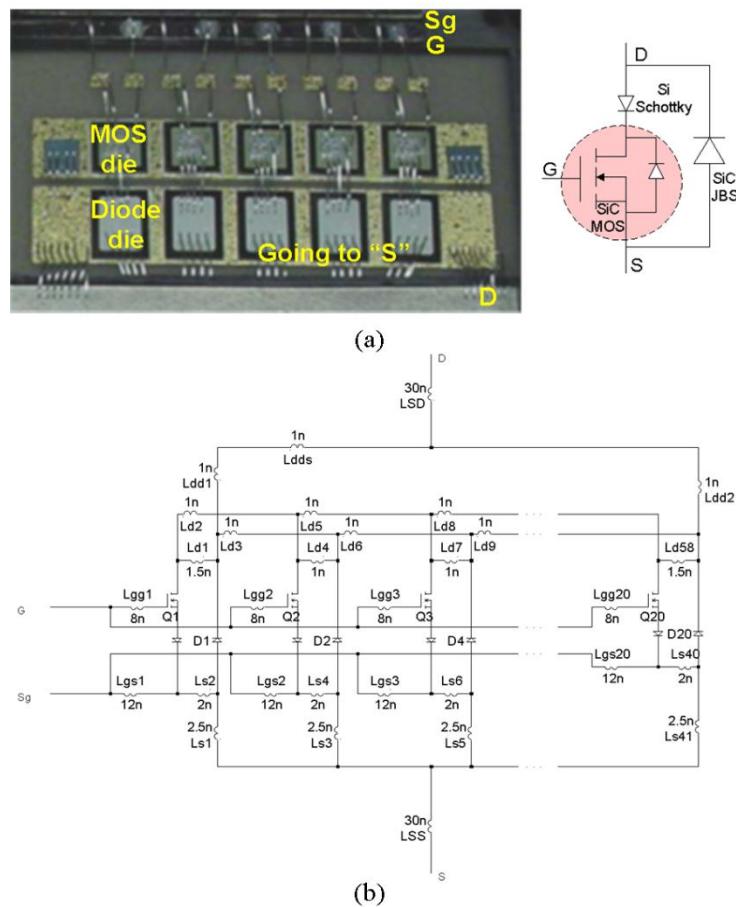 Sg
G
MOS
die
Diode
die
Going to “S”
D
D
Si
Schottky
G
SiC
MOS
SiC
JBS
S
(a)
D
30n
LSD
1n
Ldds
1n
Ldd1
1n
Ldd2
1n
Ld2
1n
Ld3
1n
Ld5
1n
Ld6
1n
Ld8
1n
Ld9
Ld1
1.5n
Ld4
1n
Ld7
1n
Ld58
1.5n
G
Lgg1
8n
Q1
Lgg2
8n
Q2
Lgg3
8n
Q3
Lgg20
8n
Q20
D1
D2
D4
D20
Sg
Lgs1
12n
Ls2
2n
Lgs2
12n
Ls4
2n
Lgs3
12n
Ls6
2n
Lgs20
12n
Ls40
2n
2.5n
Ls1
2.5n
Ls3
2.5n
Ls5
2.5n
Ls41
30n
LSS
S
(b)